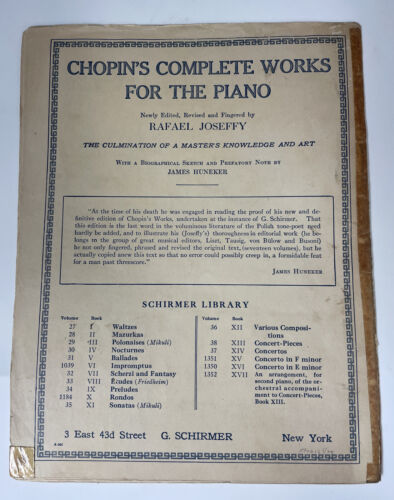 CHOPIN'S COMPLETE WORKS
FOR THE PIANO
Newly Edited, Revised and Fingered by
RAFAEL JOSEFFY
THE CULMINATION OF A MASTER'S KNOWLEDGE AND ART
With a Biographical Sketch and Prefatory Note by
JAMES HUNEKER
"At the time of his death he was engaged in reading the proof of his new and de-
finitive edition of Chopin's Works, undertaken at the instance of G. Schirmer. That
this edition is the last word in the voluminous literature of the Polish tone-poet need
hardly be added, and to illustrate his (Joseffy's) thoroughness in editorial work (he be-
longs in the group of great musical editors, Liszt, Tausig, von Bülow and Busoni)
he not only fingered, phrased and revised the original text, (seventeen volumes), but he
actually copied anew this text so that no error could possibly creep in, a formidable feat
for a man past threescore."
James Huneker
SCHIRMER LIBRARY
Volume Book
27 I Waltzes
28 II Mazurkas
29 III Polonaises (Mikuli)
30 IV Nocturnes
31 V Ballades
1039 VI Impromptus
32 VII Scherzi and Fantasy
33 VIII Études (Friedheim)
34 IX Preludes
1184 X Rondos
35 XI Sonatas (Mikuli)
Volume Book
36 XII Various Composi-
tions
38 XIII Concert-Pieces
37 XIV Concertos
1351 XV Concerto in F minor
1350 XVI Concerto in E minor
1352 XVII An arrangement, for
second piano, of the or-
chestral accompani-
ment to Concert-Pieces,
Book XIII.
3 East 43d Street G. SCHIRMER New York